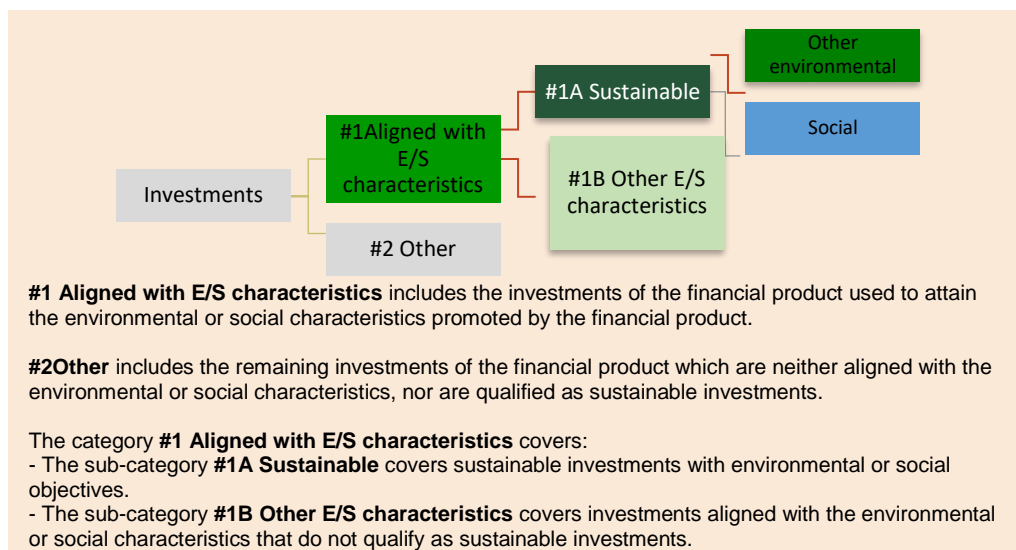 Other
environmental
#1A Sustainable
Social
#1Aligned with
E/S
characteristics
#1B Other E/S
characteristics
Investments
#2 Other
#1 Aligned with E/S characteristics includes the investments of the financial product used to attain
the environmental or social characteristics promoted by the financial product.
#2Other includes the remaining investments of the financial product which are neither aligned with the
environmental or social characteristics, nor are qualified as sustainable investments.
The category #1 Aligned with E/S characteristics covers:
- The sub-category #1A Sustainable covers sustainable investments with environmental or social
objectives.
- The sub-category #1B Other E/S characteristics covers investments aligned with the environmental
or social characteristics that do not qualify as sustainable investments.